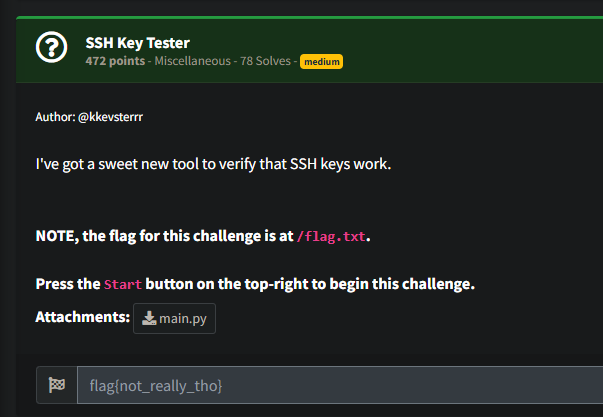 SSH Key Tester
472 points - Miscellaneous - 78 Solves - medium
Author: @kkevsterrr
I've got a sweet new tool to verify that SSH keys work.
NOTE, the flag for this challenge is at /flag.txt.
Press the Start button on the top-right to begin this challenge.
Attachments: main.py
flag{not_really_tho}